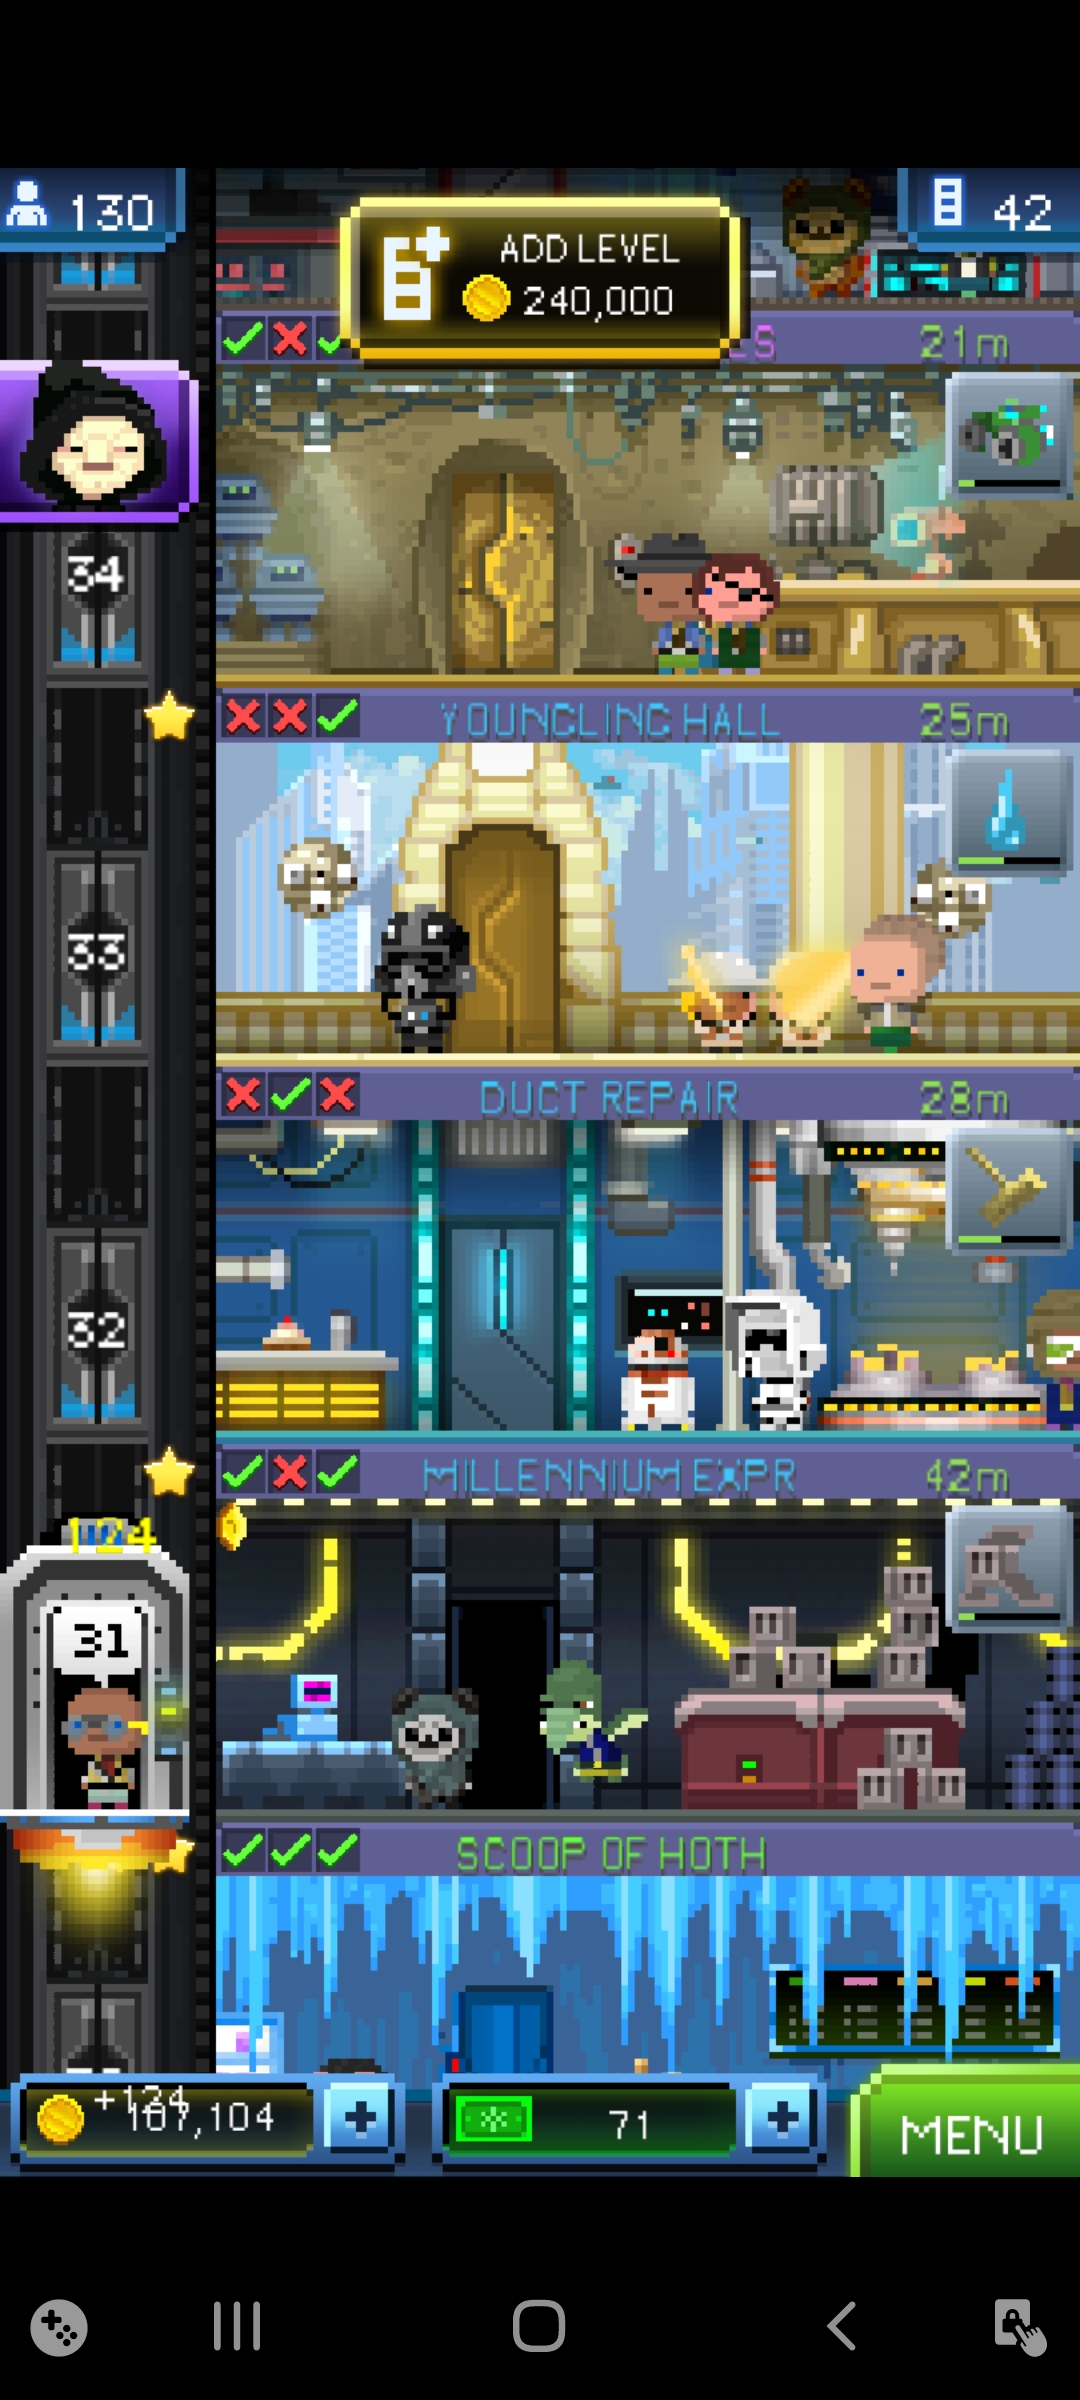 130
42
ADD LEVEL
240,000
21m
34
YOUNGLING HALL
25m
33
DUCT REPAIR
28m
32
MILLENNIUM EXPR
42m
124
31
SCOOP OF HOTH
+124
107,104
71
MENU